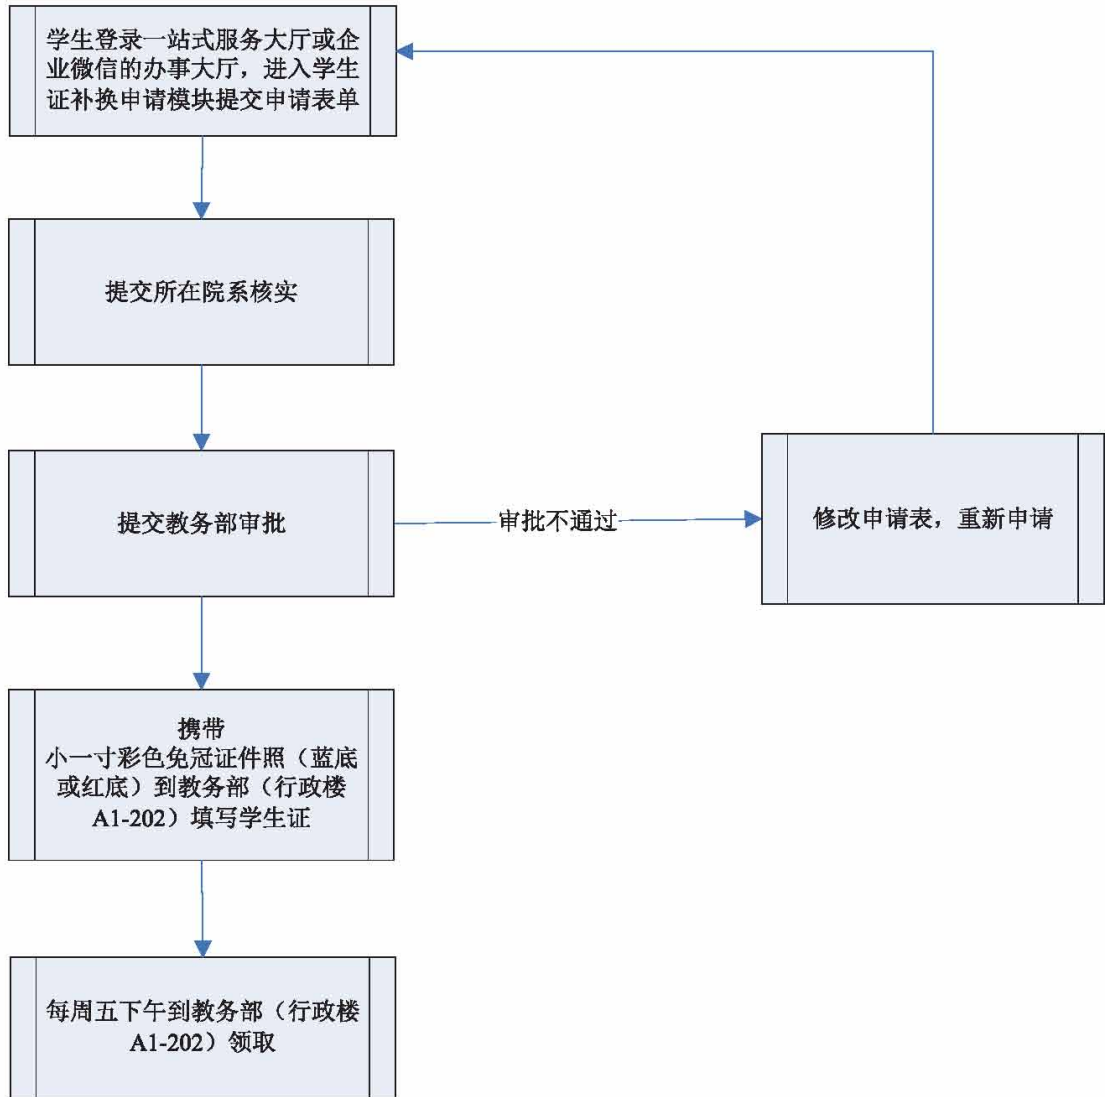 学生登录一站式服务大厅或企
业微信的办事大厅，进入学生
证补换申请模块提交申请表单
提交所在院系核实
提交教务部审批
审批不通过
修改申请表，重新申请
携带
小一寸彩色免冠证件照（蓝底
或红底）到教务部（行政楼
A1-202）填写学生证
每周五下午到教务部（行政楼
A1-202）领取